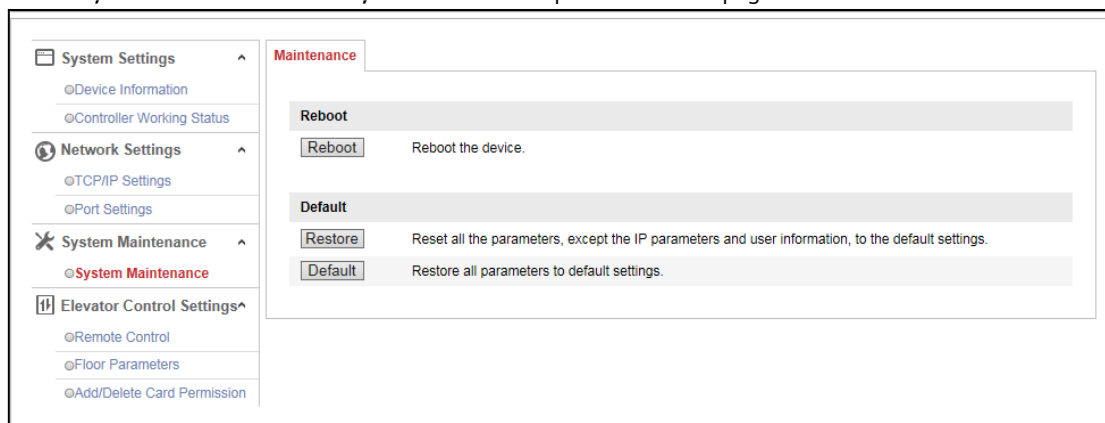 System Settings
Device Information
Controller Working Status
Network Settings
TCP/IP Settings
Port Settings
System Maintenance
System Maintenance
Elevator Control Settings
Remote Control
Floor Parameters
Add/Delete Card Permission
Maintenance
Reboot
Reboot Reboot the device.
Default
Restore Reset all the parameters, except the IP parameters and user information, to the default settings.
Default Restore all parameters to default settings.